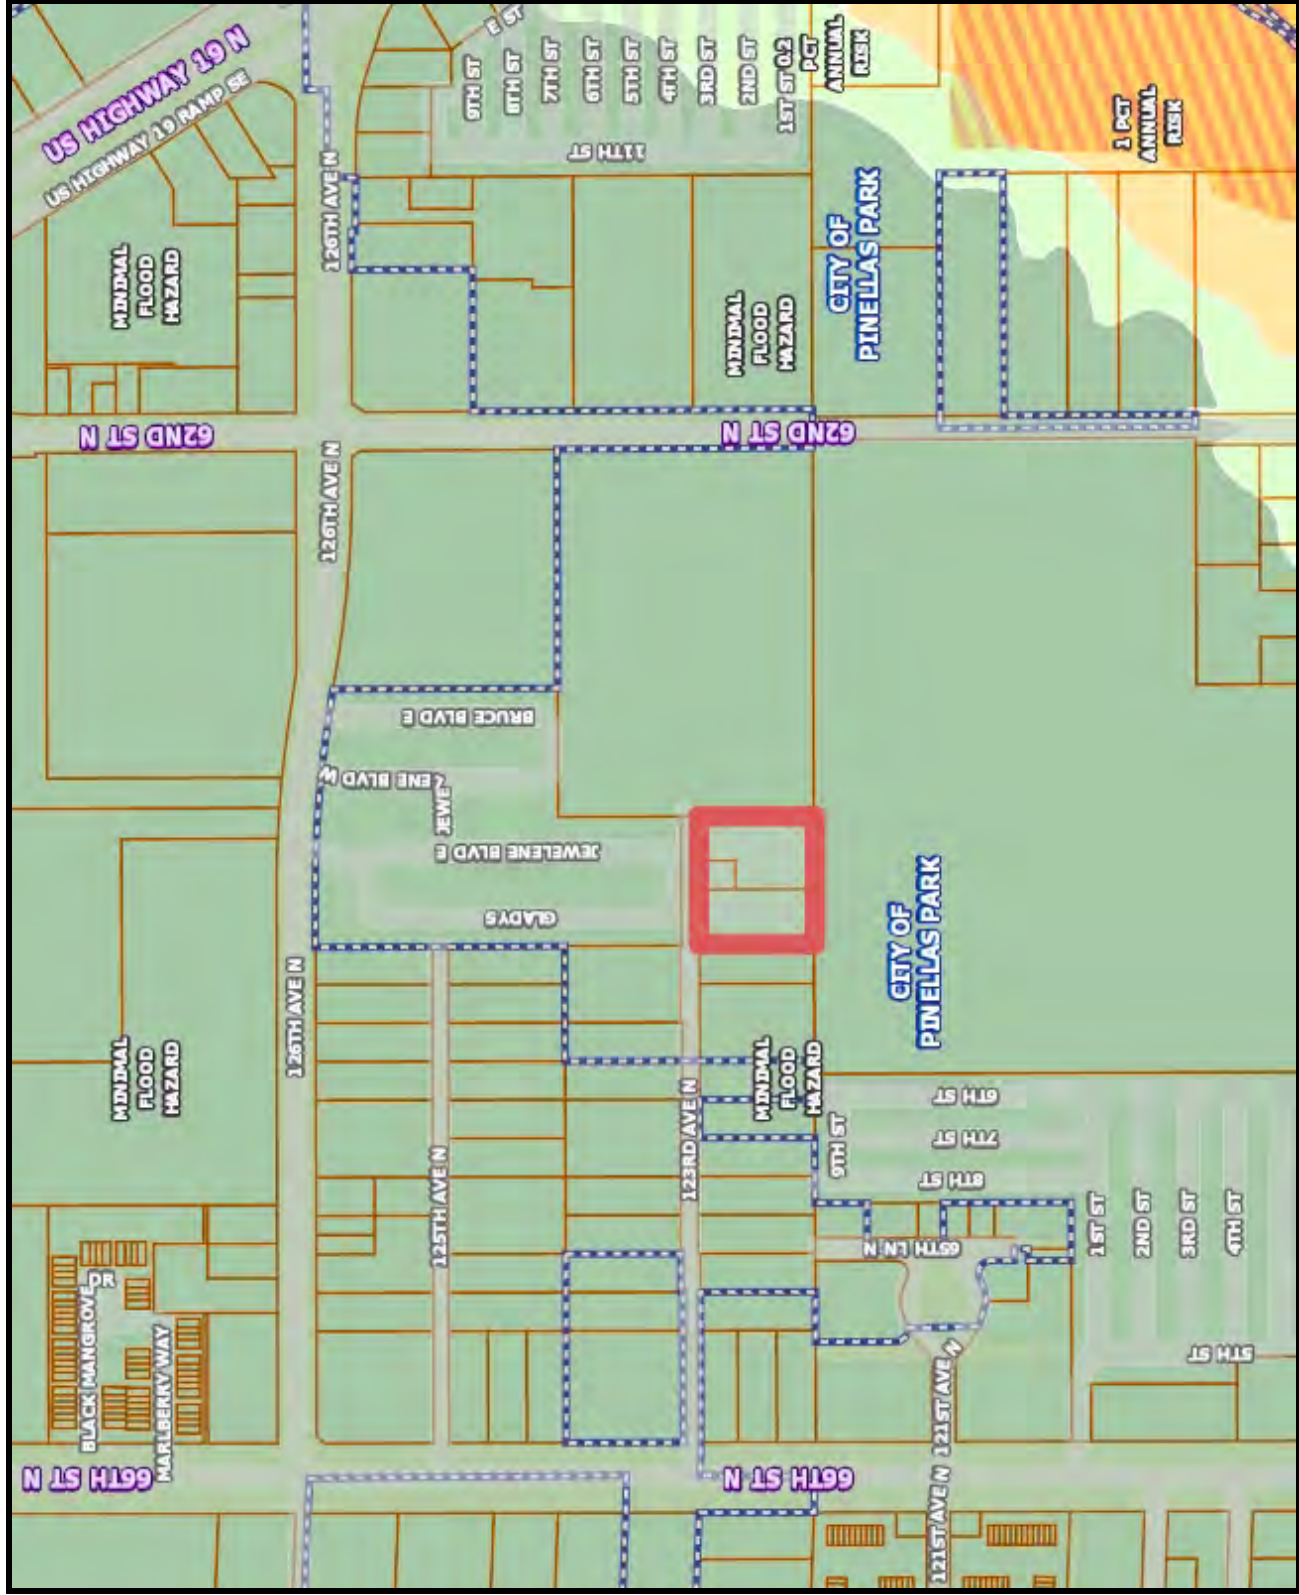 US HIGHWAY 19 N
US HIGHWAY 19 RAMP SE
126TH AVE N
E ST
9TH ST
8TH ST
7TH ST
6TH ST
5TH ST
4TH ST
3RD ST
2ND ST
1ST ST
0.2
PCT
ANNUAL
RISK
11TH ST
1 PCT
ANNUAL
RISK
MINIMAL
FLOOD
HAZARD
MINIMAL
FLOOD
HAZARD
CITY OF
PINELLAS PARK
62ND ST N
62ND ST N
126TH AVE N
BRUCE BLVD E
ENE BLVD W
JEWE
JEWELENE BLVD E
GLADYS
CITY OF
PINELLAS PARK
126TH AVE N
MINIMAL
FLOOD
HAZARD
MINIMAL
FLOOD
HAZARD
125TH AVE N
123RD AVE N
9TH ST
6TH ST
7TH ST
8TH ST
65TH LN N
1ST ST
2ND ST
3RD ST
4TH ST
5TH ST
BLACK MANGROVE
DR
MARLBERRY WAY
121ST AVE N
66TH ST N
66TH ST N
121ST AVE N